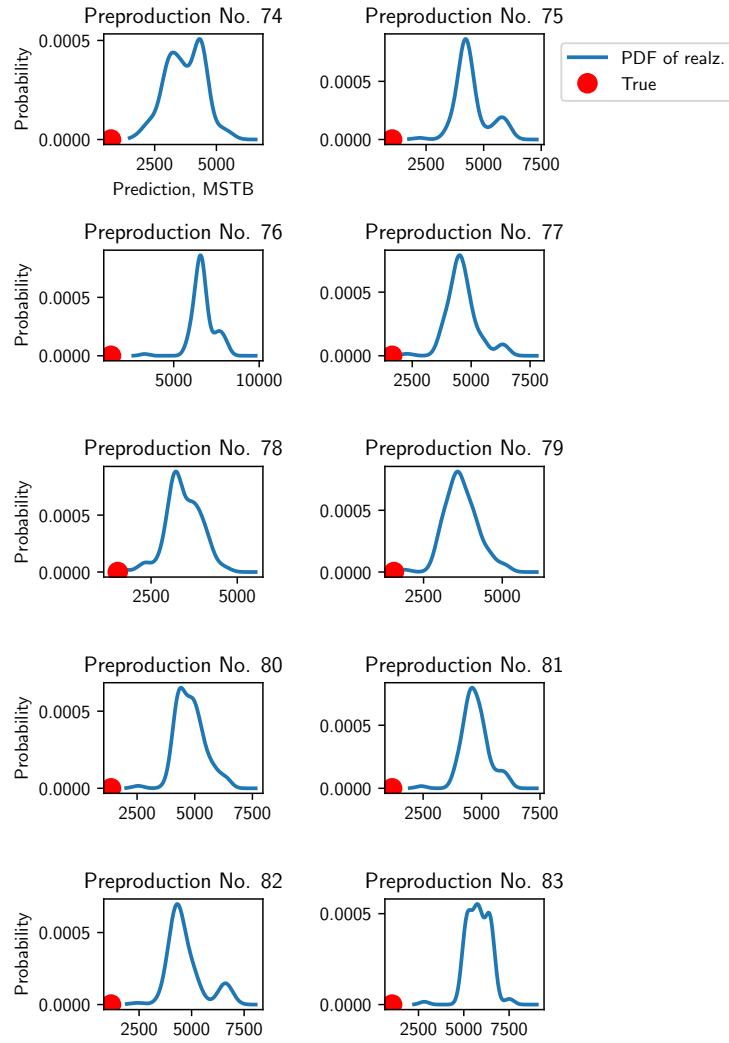 Preproduction No. 74
Preproduction No. 75
Probability
0.0005
0.0000
2500 5000
Prediction, MSTB
0.0005
0.0000
2500 5000 7500
PDF of realz.
True
Preproduction No. 76
Preproduction No. 77
Probability
0.0005
0.0000
5000 10000
0.0005
0.0000
2500 5000 7500
Preproduction No. 78
Preproduction No. 79
Probability
0.0005
0.0000
2500 5000
0.0005
0.0000
2500 5000
Preproduction No. 80
Preproduction No. 81
Probability
0.0005
0.0000
2500 5000 7500
0.0005
0.0000
2500 5000 7500
Preproduction No. 82
Preproduction No. 83
Probability
0.0005
0.0000
2500 5000 7500
0.0005
0.0000
2500 5000 7500